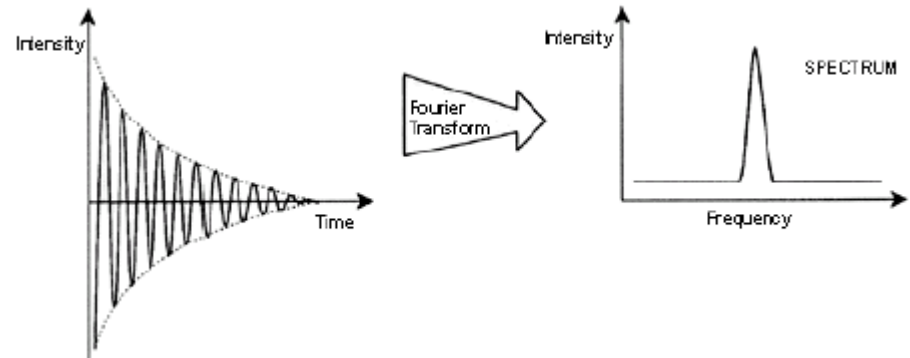 Intensity
Time
Fourier
Transform
Intensity
SPECTRUM
Frequency